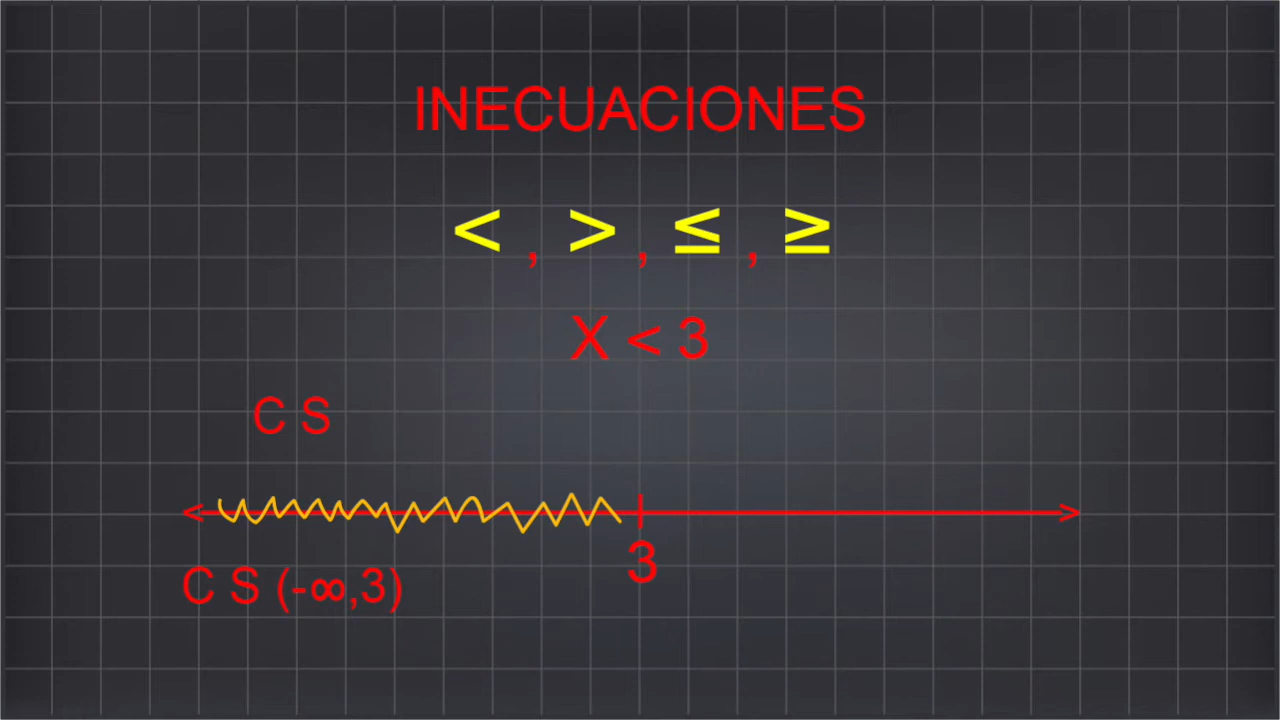 INECUACIONES
< , > , ≤ , ≥
X < 3
C S
3
C S (-∞,3)